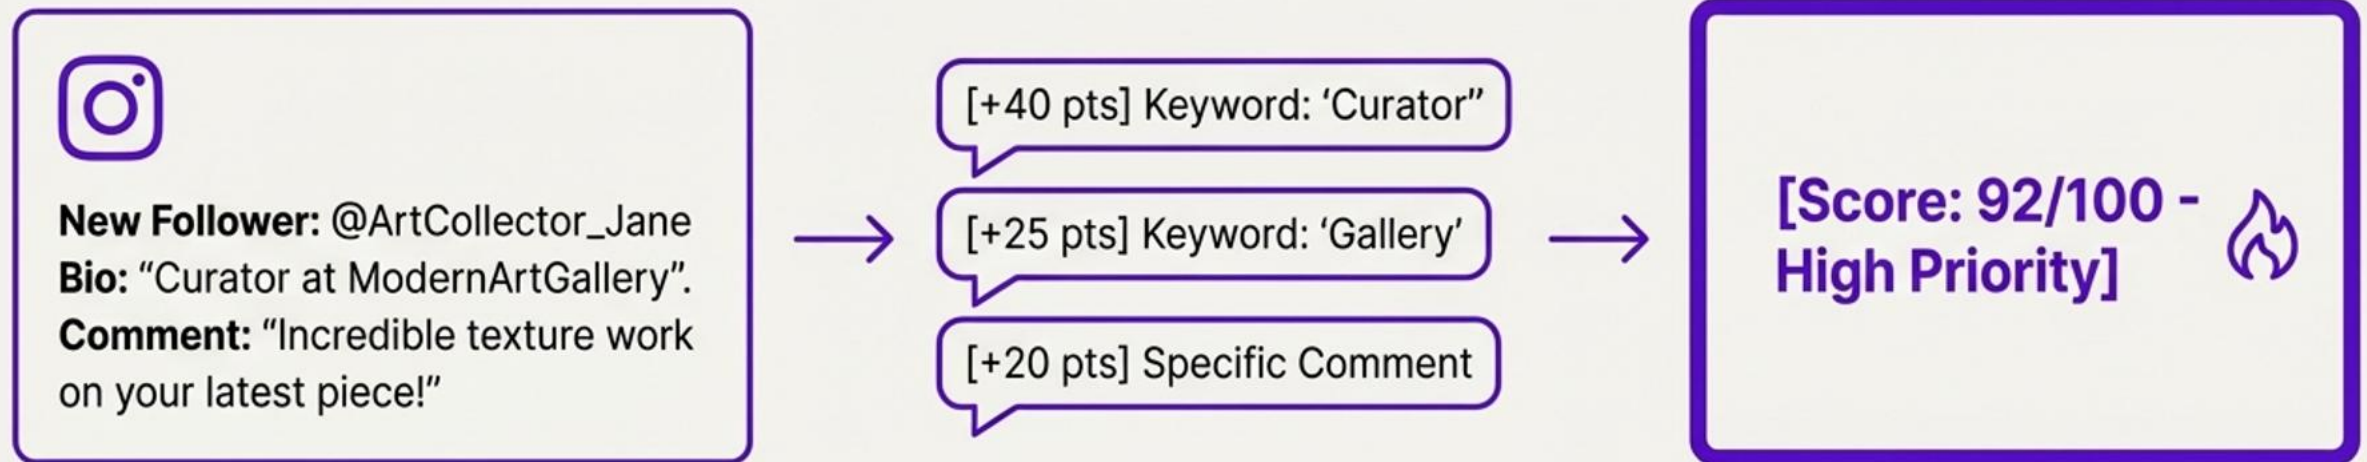 New Follower: @ArtCollector_Jane
Bio: “Curator at ModernArtGallery”.
Comment: “Incredible texture work
on your latest piece!”
[+40 pts] Keyword: ‘Curator”
[+25 pts] Keyword: ‘Gallery’
[+20 pts] Specific Comment
[Score: 92/100 -
High Priority]